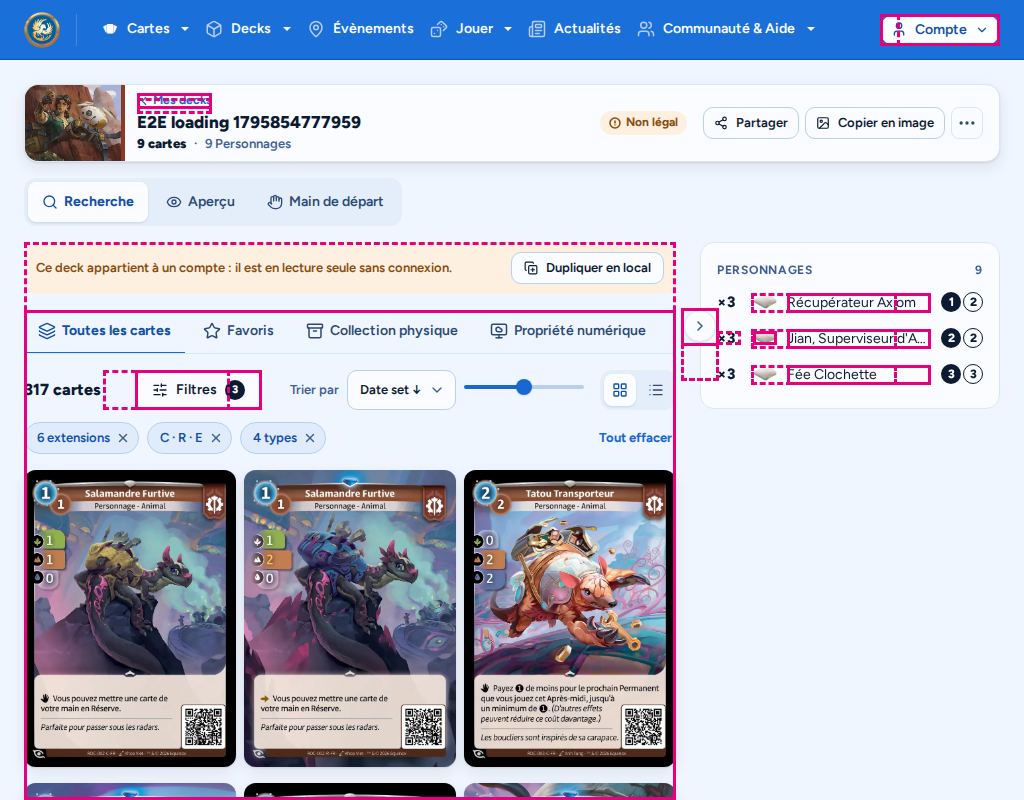 Cartes Decks Évènements Jouer Actualités Communauté & Aide Compte
Mes decks
E2E loading 1795854777959
9 cartes · 9 Personnages
Non légal
Partager
Copier en image
Recherche
Aperçu
Main de départ
Ce deck appartient à un compte : il est en lecture seule sans connexion.
Dupliquer en local
Toutes les cartes
Favoris
Collection physique
Propriété numérique
317 cartes
Filtres 3
Trier par
Date set ↓
6 extensions ✕
C · R · E ✕
4 types ✕
Tout effacer
1
1
Salamandre Furtive
Personnage - Animal
1
1
0
Vous pouvez mettre une carte de
votre main en Réserve.
Parfaite pour passer sous les radars.
1
1
Salamandre Furtive
Personnage - Animal
1
2
0
Vous pouvez mettre une carte de
votre main en Réserve.
Parfaite pour passer sous les radars.
2
2
Tatou Transporteur
Personnage - Animal
0
2
2
Payez 1 de moins pour le prochain Permanent
que vous jouez cet Après-midi, jusqu'à
un minimum de 1. (D'autres effets
peuvent réduire ce coût davantage.)
Les boucliers sont inspirés de sa carapace.
PERSONNAGES 9
×3 Récupérateur Axiom 1 2
×3 Jian, Superviseur d'A... 2 2
×3 Fée Clochette 3 3